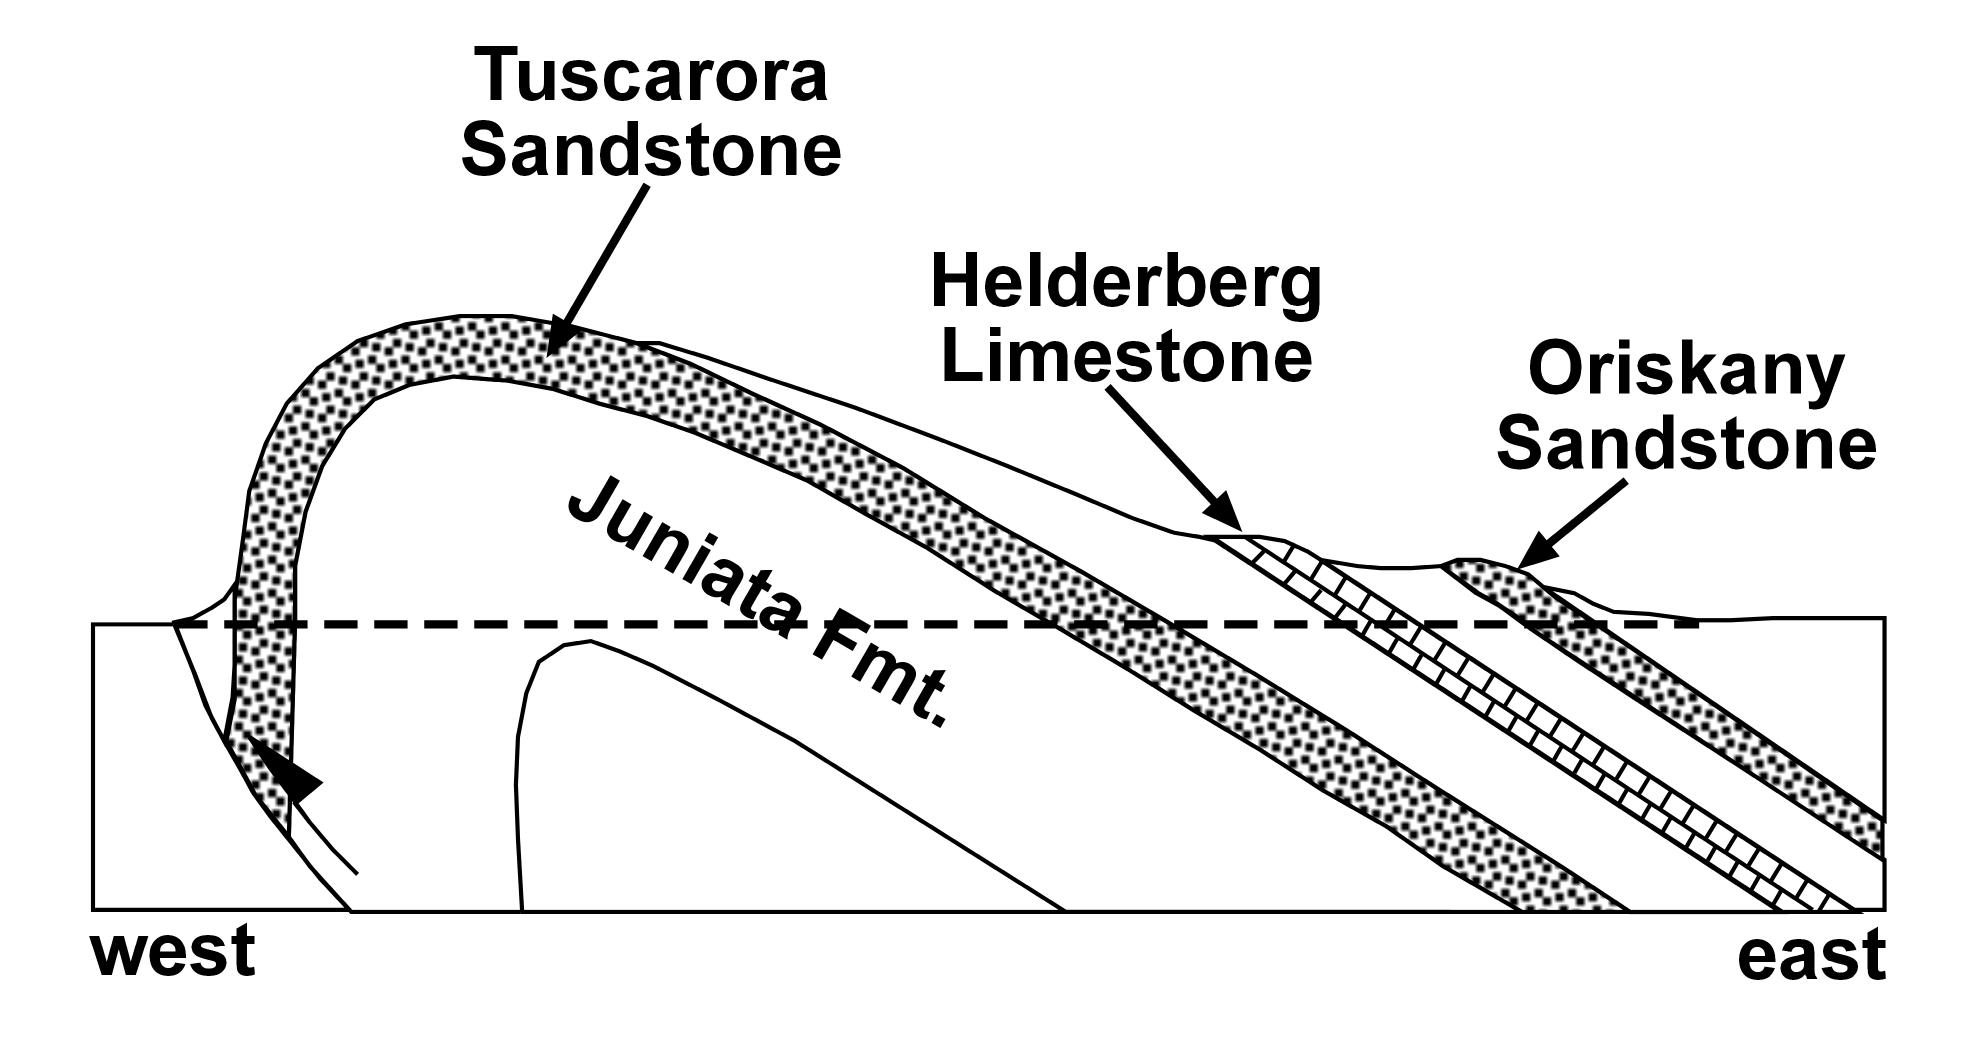 Tuscarora
Sandstone
Helderberg
Limestone
Oriskany
Sandstone
Juniata Fmt.
west
east